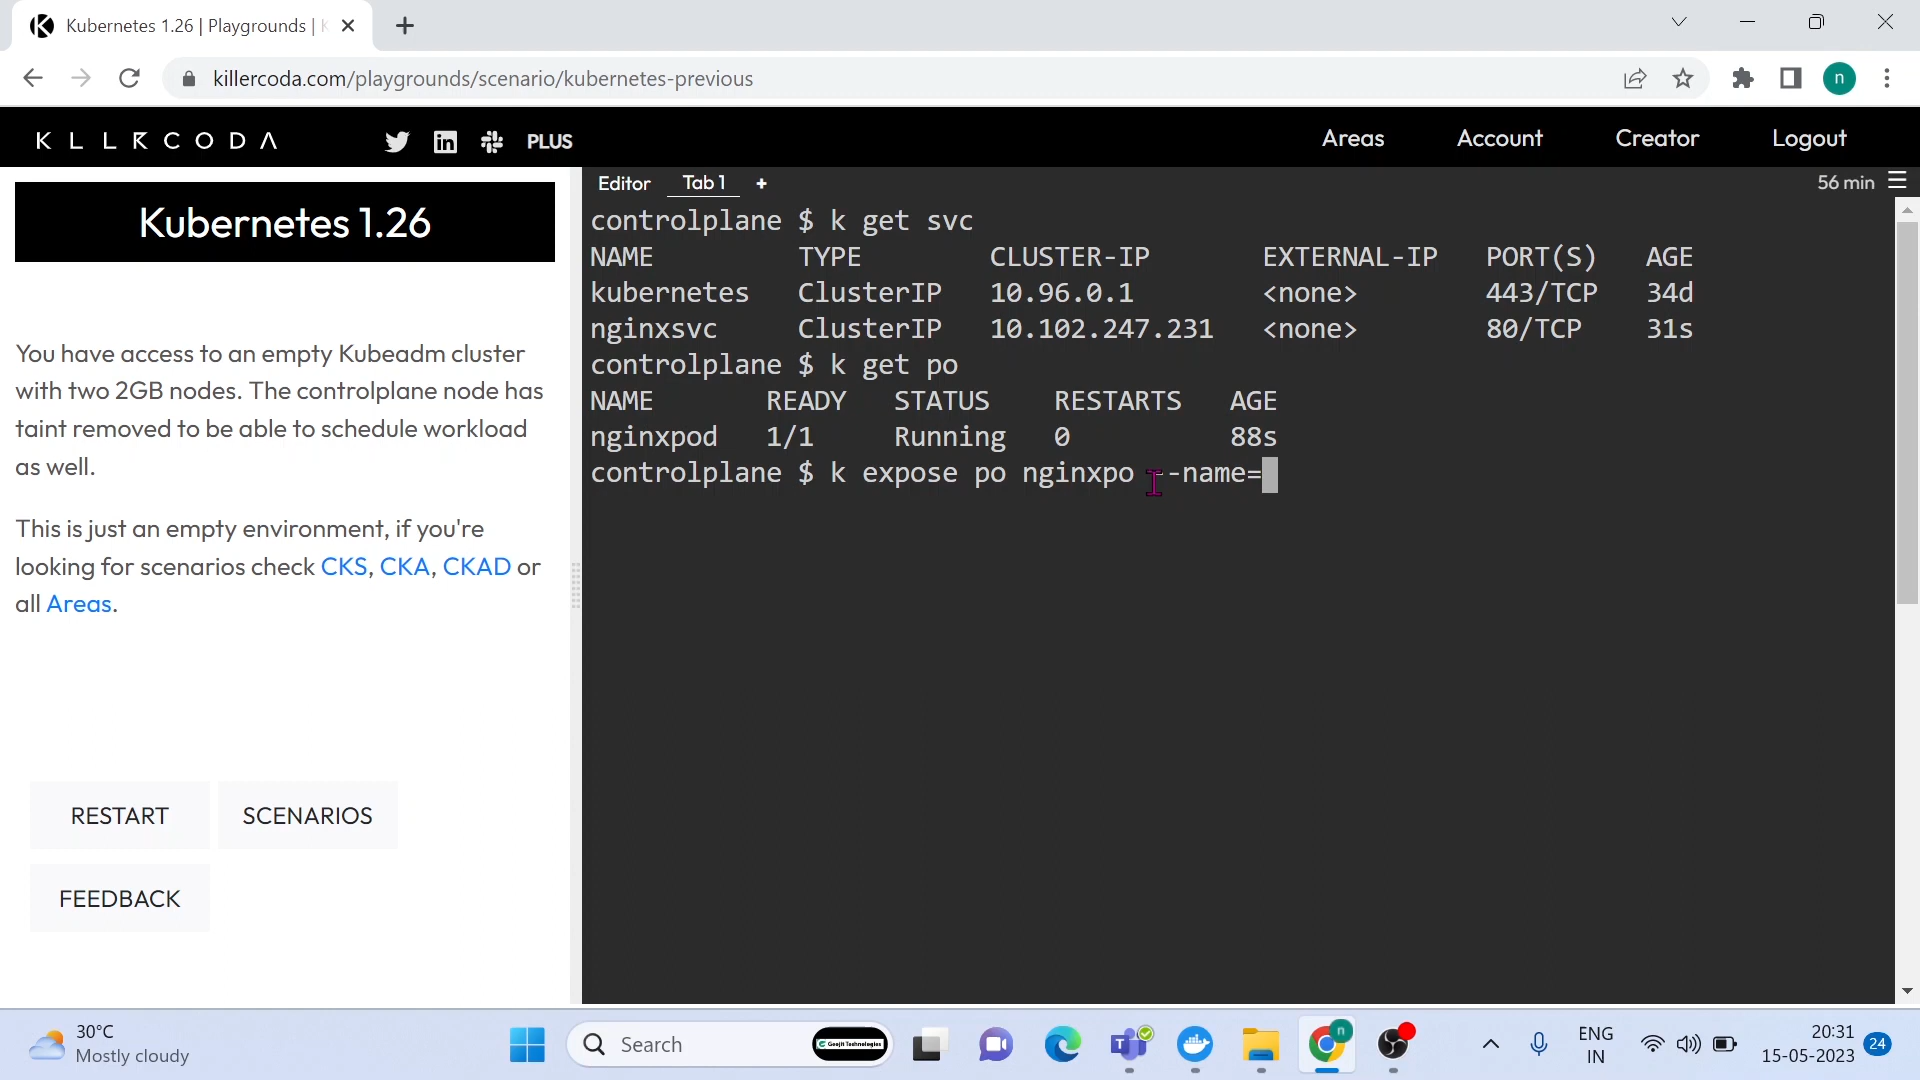 Kubernetes 1.26 | Playgrounds |
killercoda.com/playgrounds/scenario/kubernetes-previous
n
KLLRCODA
PLUS
Areas
Account
Creator
Logout
Kubernetes 1.26
You have access to an empty Kubeadm cluster
with two 2GB nodes. The controlplane node has
taint removed to be able to schedule workload
as well.
This is just an empty environment, if you're
looking for scenarios check CKS, CKA, CKAD or
all Areas.
RESTART
SCENARIOS
FEEDBACK
Editor Tab 1 +
56 min
controlplane $ k get svc
NAME TYPE CLUSTER-IP EXTERNAL-IP PORT(S) AGE
kubernetes ClusterIP 10.96.0.1 <none> 443/TCP 34d
nginxsvc ClusterIP 10.102.247.231 <none> 80/TCP 31s
controlplane $ k get po
NAME READY STATUS RESTARTS AGE
nginxpod 1/1 Running 0 88s
controlplane $ k expose po nginxpo --name=
30°C
Mostly cloudy
Search
Geojit Technologies
n
ENG
IN
20:31
15-05-2023
24